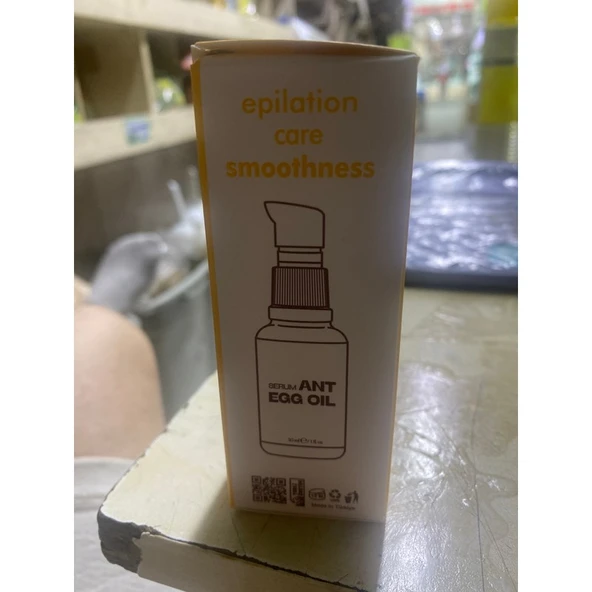 epilation
care
smoothness
SERUM ANT
EGG OIL